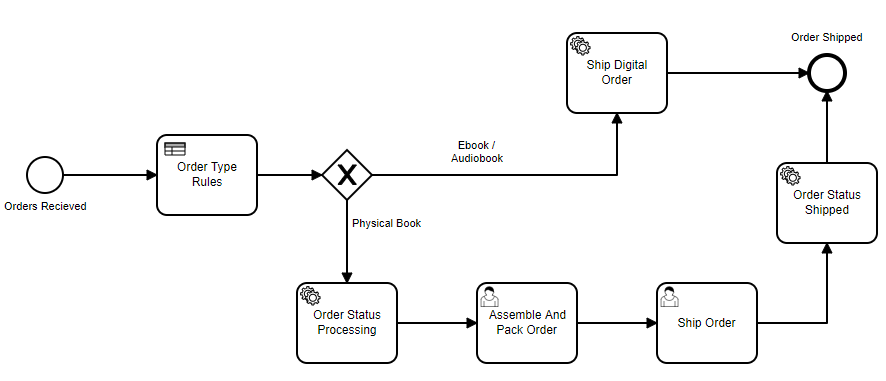 Order Shipped
Ship Digital
Order
Ebook /
Audiobook
Order Type
Rules
X
Orders Recieved
Order Status
Shipped
Physical Book
Order Status
Processing
Assemble And
Pack Order
Ship Order